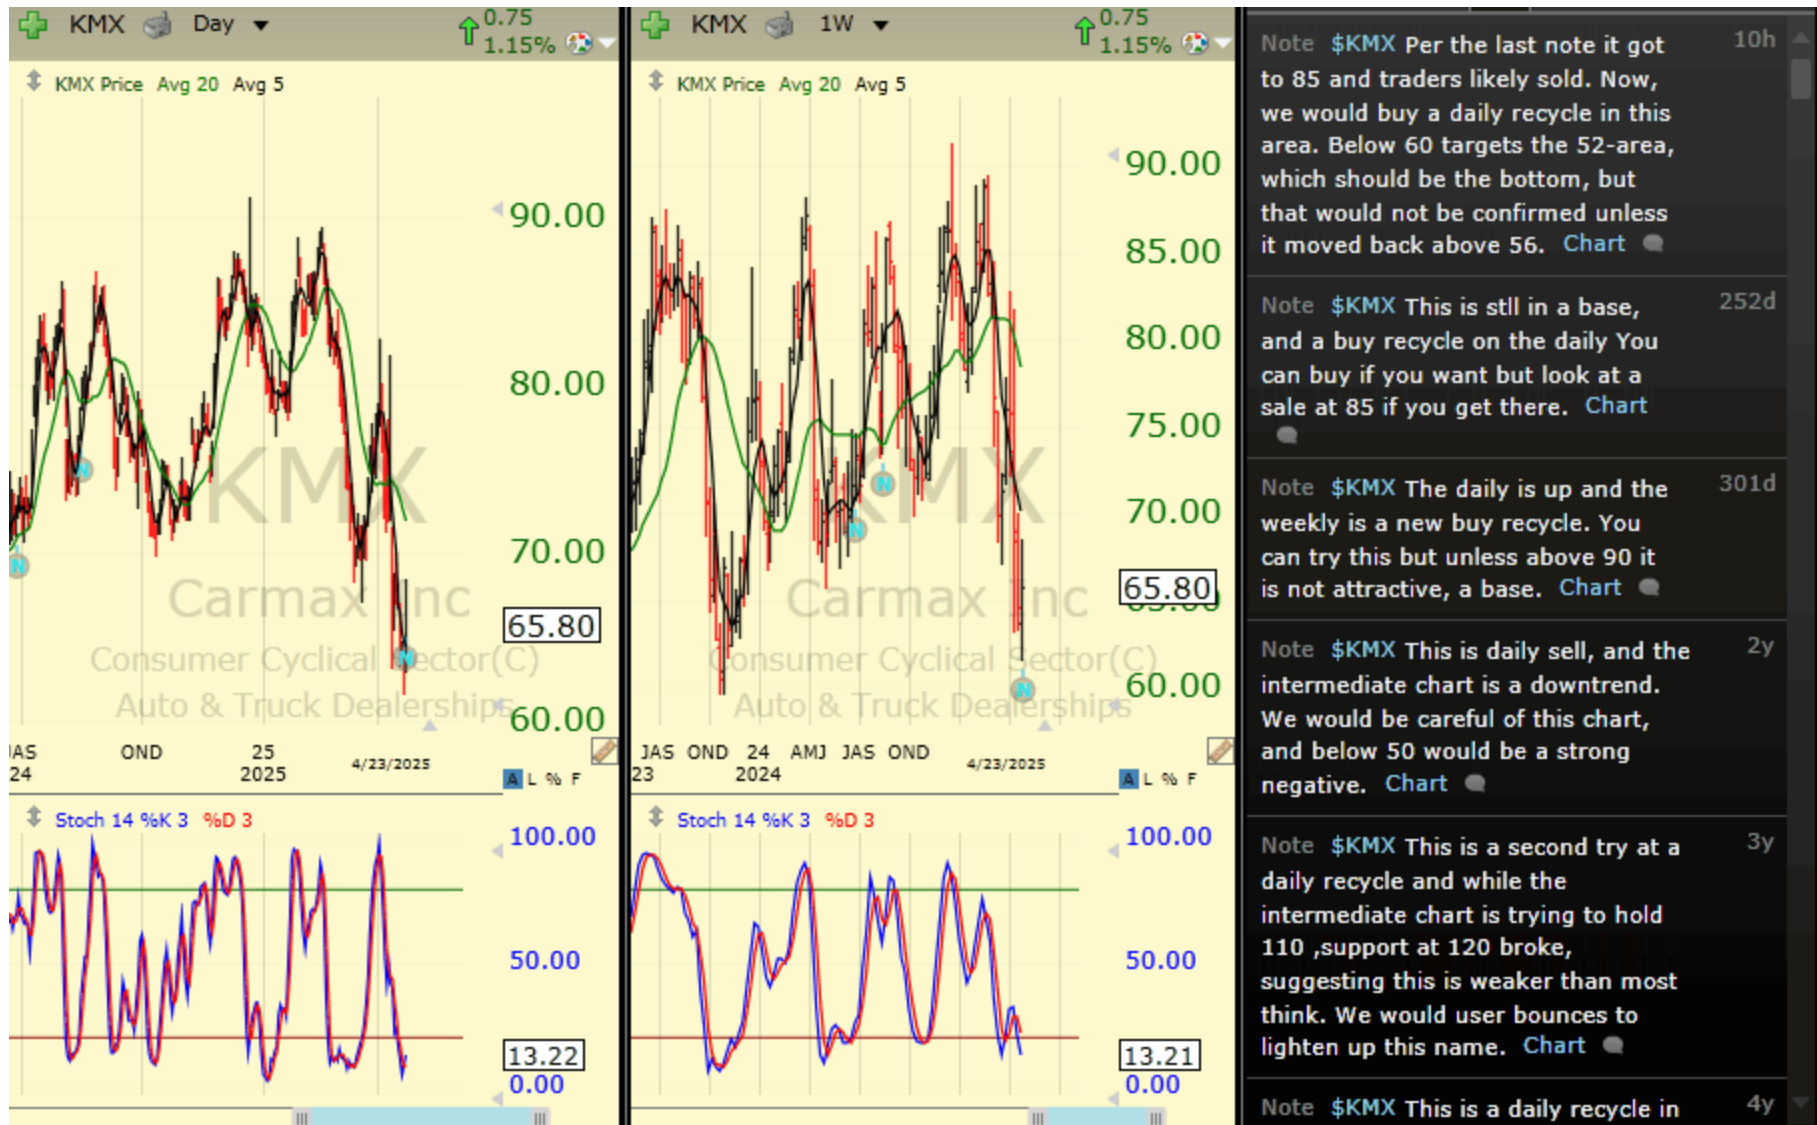 KMX Day
0.75
1.15%
KMX Price Avg 20 Avg 5
90.00
80.00
70.00
65.80
60.00
KMX
Carmax Inc
Consumer Cyclical Sector(C)
Auto & Truck Dealerships
JAS OND 25
24 2025 4/23/2025
A L % F
Stoch 14 %K 3 %D 3
100.00
50.00
13.22
0.00
KMX 1W
0.75
1.15%
KMX Price Avg 20 Avg 5
90.00
85.00
80.00
75.00
70.00
65.80
60.00
KMX
Carmax Inc
Consumer Cyclical Sector(C)
Auto & Truck Dealerships
JAS OND 24 AMJ JAS OND
23 2024 4/23/2025
A L % F
Stoch 14 %K 3 %D 3
100.00
50.00
13.21
0.00
Note $KMX Per the last note it got 10h
to 85 and traders likely sold. Now,
we would buy a daily recycle in this
area. Below 60 targets the 52-area,
which should be the bottom, but
that would not be confirmed unless
it moved back above 56. Chart
Note $KMX This is stll in a base, 252d
and a buy recycle on the daily You
can buy if you want but look at a
sale at 85 if you get there. Chart
Note $KMX The daily is up and the 301d
weekly is a new buy recycle. You
can try this but unless above 90 it
is not attractive, a base. Chart
Note $KMX This is daily sell, and the 2y
intermediate chart is a downtrend.
We would be careful of this chart,
and below 50 would be a strong
negative. Chart
Note $KMX This is a second try at a 3y
daily recycle and while the
intermediate chart is trying to hold
110 ,support at 120 broke,
suggesting this is weaker than most
think. We would user bounces to
lighten up this name. Chart
Note $KMX This is a daily recycle in 4y